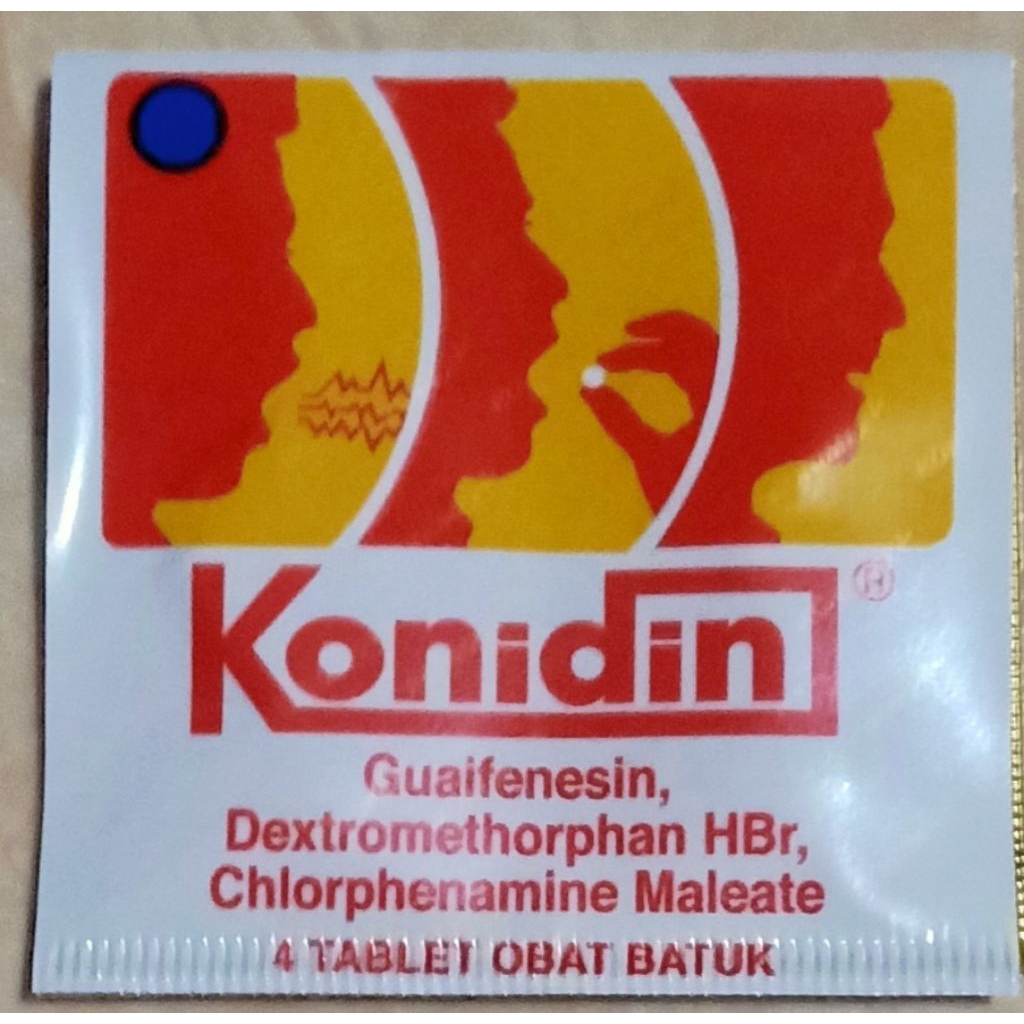 Konidin®
Guaifenesin,
Dextromethorphan HBr,
Chlorphenamine Maleate
4 TABLET OBAT BATUK